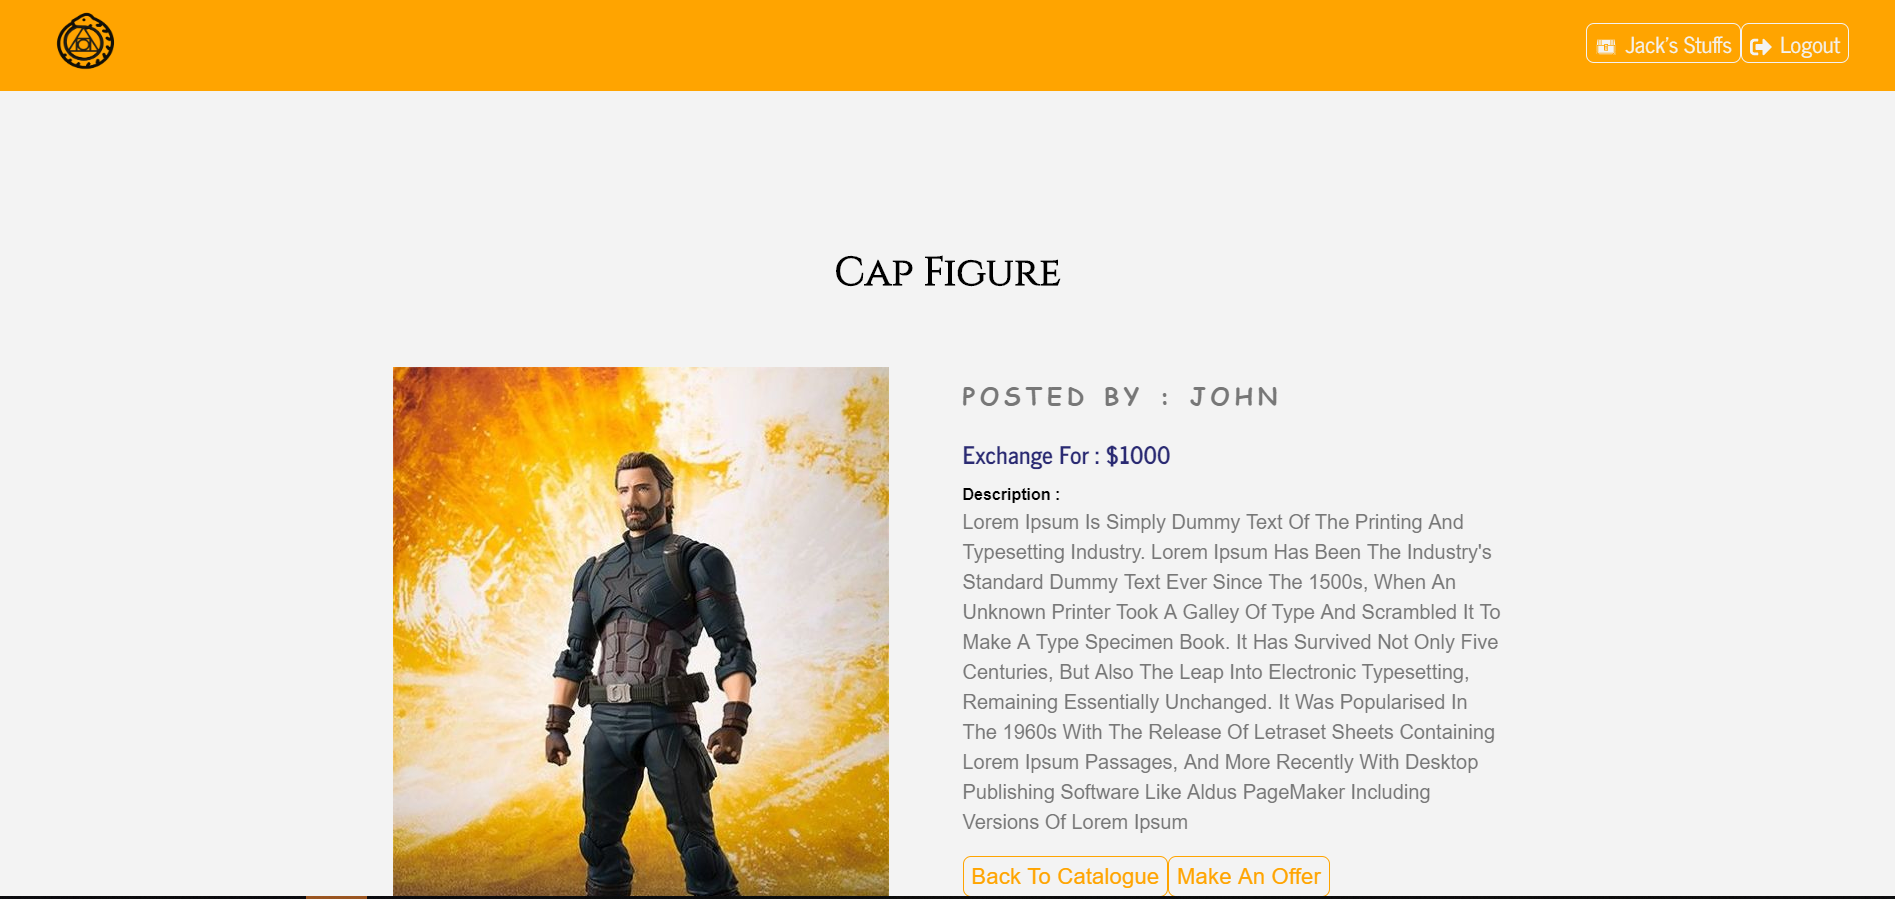 Jack's Stuffs
Logout
Cap Figure
POSTED BY : JOHN
Exchange For : $1000
Description :
Lorem Ipsum Is Simply Dummy Text Of The Printing And
Typesetting Industry. Lorem Ipsum Has Been The Industry's
Standard Dummy Text Ever Since The 1500s, When An
Unknown Printer Took A Galley Of Type And Scrambled It To
Make A Type Specimen Book. It Has Survived Not Only Five
Centuries, But Also The Leap Into Electronic Typesetting,
Remaining Essentially Unchanged. It Was Popularised In
The 1960s With The Release Of Letraset Sheets Containing
Lorem Ipsum Passages, And More Recently With Desktop
Publishing Software Like Aldus PageMaker Including
Versions Of Lorem Ipsum
Back To Catalogue
Make An Offer